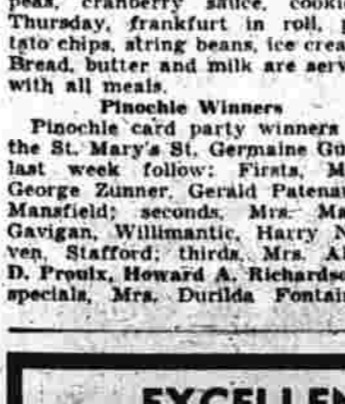 peas, cranberry sauce, cooki
Thursday, frankfurt in roll, p
tato chips, string beans, ice crea
Bread, butter and milk are serv
with all meals.
Pinochle Winners
Pinochle card party winners
the St. Mary's St. Germaine Gu
last week follow: Firsts, M
George Zunner, Gerald Patenau
Mansfield; seconds, Mrs. Ma
Gavigan, Willimantic, Harry N
ven, Stafford; thirds, Mrs. Al
D. Proulx, Howard A. Richardso
specials, Mrs. Durilda Fontai
EXCELLEN